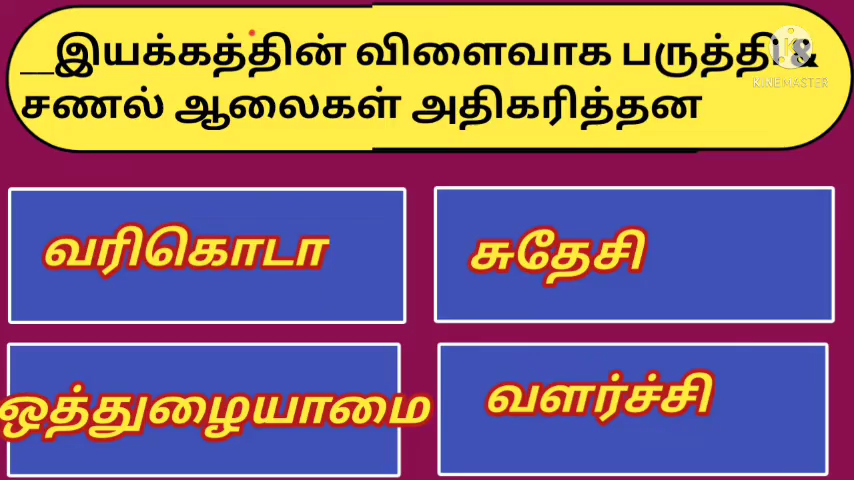 __இயக்கத்தின் விளைவாக பருத்தி &
சணல் ஆலைகள் அதிகரித்தன
KINEMASTER
வரிகொடா
சுதேசி
ஒத்துழையாமை
வளர்ச்சி